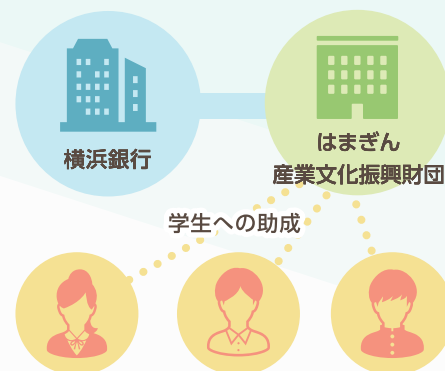 横浜銀行
はまぎん
産業文化振興財団
学生への助成